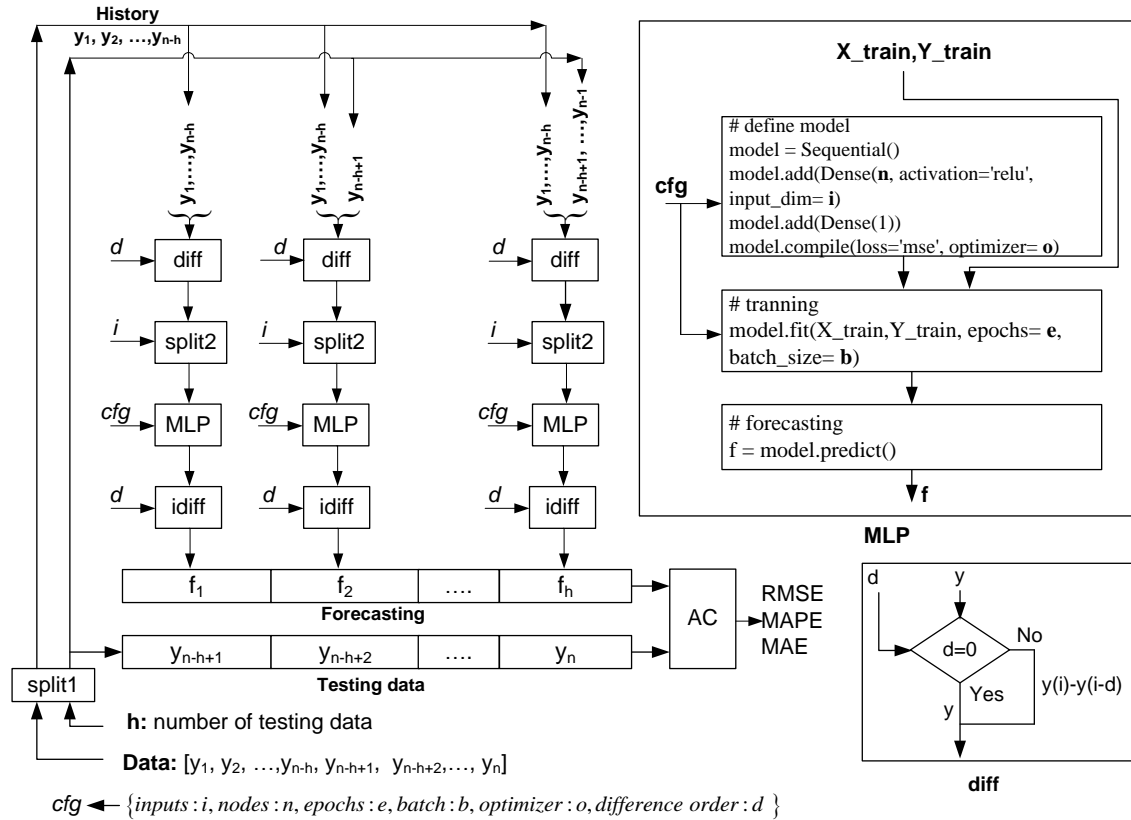 History
y1, y2, ...,yn-h
y1,...,yn-h
y1,...,yn-h
yn-h+1
y1,...,yn-h
yn-h+1, ...,yn-1
d
diff
d
diff
d
diff
i
split2
i
split2
i
split2
cfg
MLP
cfg
MLP
cfg
MLP
d
idiff
d
idiff
d
idiff
f1
f2
....
fh
Forecasting
yn-h+1
yn-h+2
....
yn
Testing data
AC
RMSE
MAPE
MAE
split1
h: number of testing data
Data: [y1, y2, ...,yn-h, yn-h+1, yn-h+2,..., yn]
cfg {inputs : i, nodes : n, epochs : e, batch : b, optimizer : o, difference order : d }
X_train,Y_train
cfg
# define model
model = Sequential()
model.add(Dense(n, activation='relu',
input_dim= i)
model.add(Dense(1))
model.compile(loss='mse', optimizer= o)
# tranning
model.fit(X_train,Y_train, epochs= e,
batch_size= b)
# forecasting
f = model.predict()
f
MLP
d
y
d=0
No
Yes
y(i)-y(i-d)
y
diff